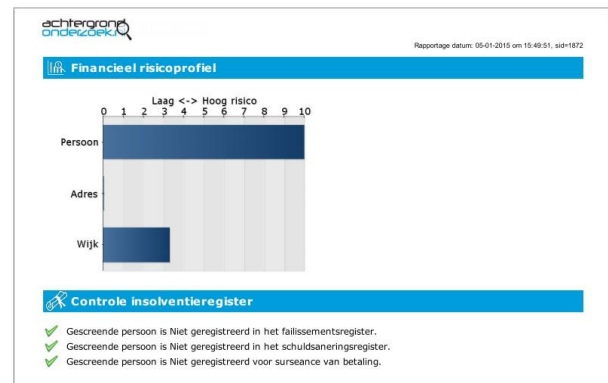 achtergrond
onderzoek.
Rapportage datum: 05-01-2015 om 15:49:51, sid=1872
Financieel risicoprofiel
Laag <-> Hoog risico
0 1 2 3 4 5 6 7 8 9 10
Persoon
Adres
Wijk
Controle insolventieregister
Gescreende persoon is Niet geregistreerd in het faillissementsregister.
Gescreende persoon is Niet geregistreerd in het schuldsaneringsregister.
Gescreende persoon is Niet geregistreerd voor surseance van betaling.